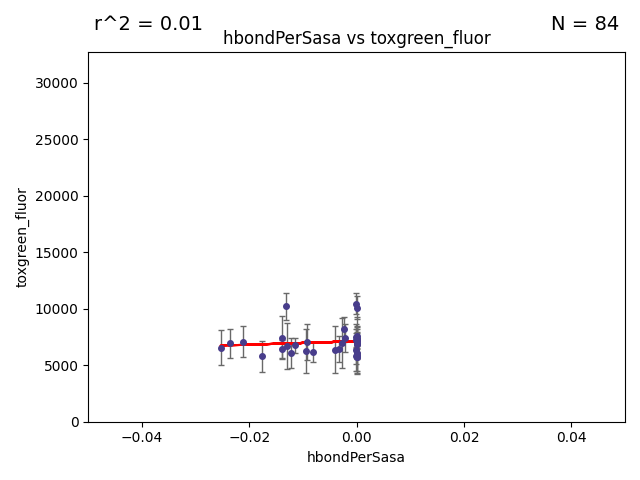 r^2 = 0.01
N = 84
hbondPerSasa vs toxgreen_fluor
toxgreen_fluor
30000
25000
20000
15000
10000
5000
0
−0.04
−0.02
0.00
0.02
0.04
hbondPerSasa